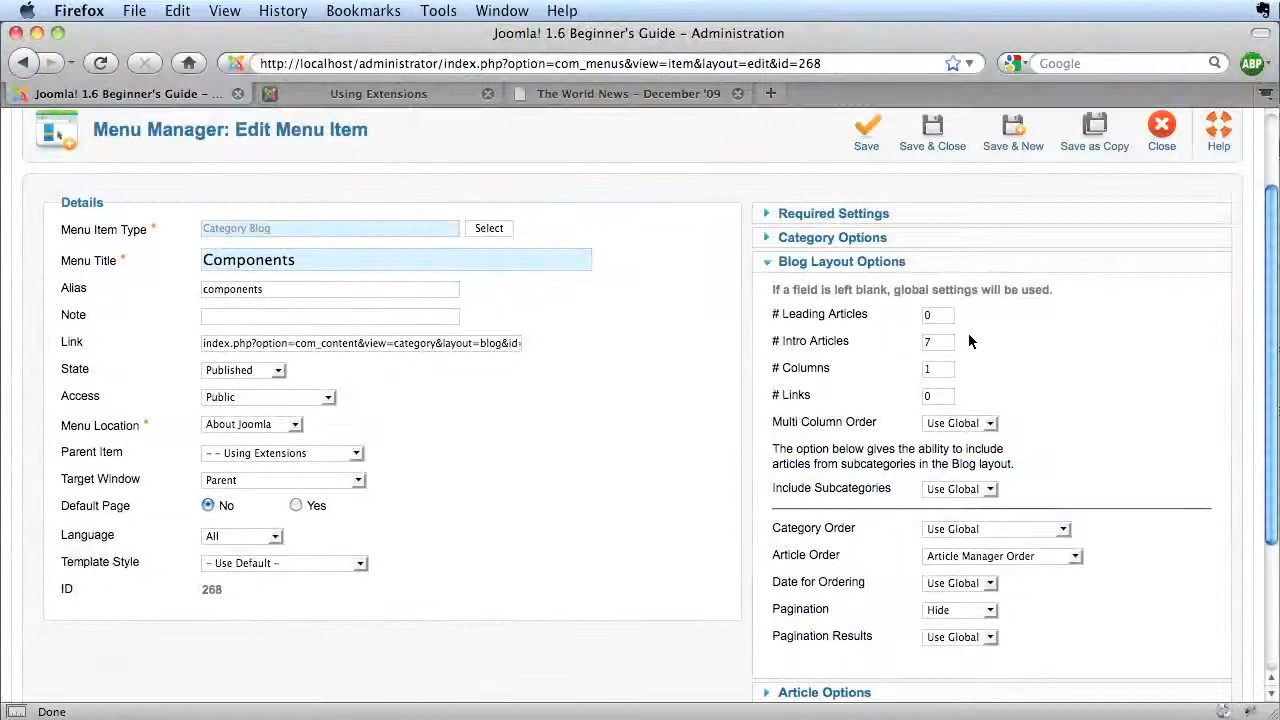 Firefox File Edit View History Bookmarks Tools Window Help
Joomla! 1.6 Beginner's Guide - Administration
http://localhost/administrator/index.php?option=com_menus&view=item&layout=edit&id=268
Google
ABP
Joomla! 1.6 Beginner's Guide - ...
Using Extensions
The World News - December '09
Menu Manager: Edit Menu Item
Save
Save & Close
Save & New
Save as Copy
Close
Help
Details
Menu Item Type * Category Blog Select
Menu Title * Components
Alias components
Note
Link index.php?option=com_content&view=category&layout=blog&id=
State Published
Access Public
Menu Location * About Joomla
Parent Item - - Using Extensions
Target Window Parent
Default Page No Yes
Language All
Template Style - Use Default -
ID 268
Required Settings
Category Options
Blog Layout Options
If a field is left blank, global settings will be used.
# Leading Articles 0
# Intro Articles 7
# Columns 1
# Links 0
Multi Column Order Use Global
The option below gives the ability to include
articles from subcategories in the Blog layout.
Include Subcategories Use Global
Category Order Use Global
Article Order Article Manager Order
Date for Ordering Use Global
Pagination Hide
Pagination Results Use Global
Article Options
Done